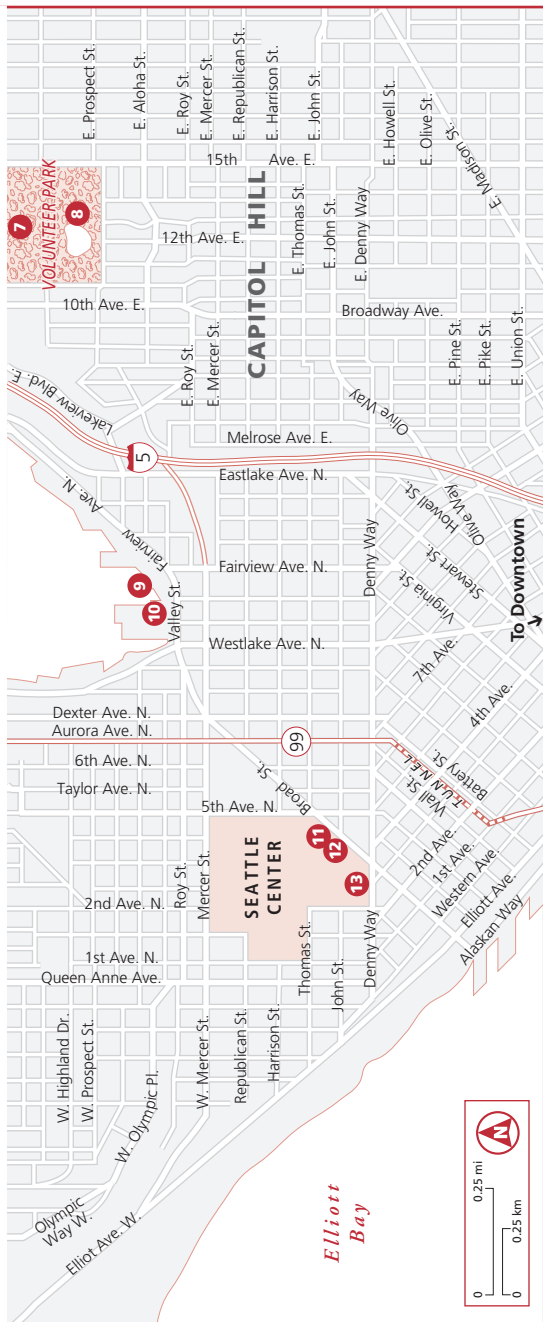 E. Prospect St.
E. Aloha St.
E. Roy St.
E. Mercer St.
E. Republican St.
E. Harrison St.
E. John St.
E. Howell St.
E. Olive St.
E. Madison St.
15th Ave. E.
7
VOLUNTEER PARK
8
12th Ave. E.
CAPITOL HILL
E. Thomas St.
E. John St.
E. Denny Way
10th Ave. E.
Broadway Ave.
E. Roy St.
E. Mercer St.
E. Pine St.
E. Pike St.
E. Union St.
Lakeview Blvd. E.
Olive Way
Melrose Ave. E.
5
Eastlake Ave. N.
Fairview Ave. N.
Howell St.
Olive Way
Stewart St.
Virginia St.
Fairview Ave. N.
Denny Way
9
10
Valley St.
Westlake Ave. N.
7th Ave.
To Downtown
4th Ave.
Dexter Ave. N.
Aurora Ave. N.
99
6th Ave. N.
Taylor Ave. N.
Broad St.
5th Ave. N.
TUNNEL
Battery St.
Wall St.
11
12
13
SEATTLE
CENTER
Roy St.
Mercer St.
2nd Ave. N.
2nd Ave.
1st Ave.
Western Ave.
Elliott Ave.
Alaskan Way
1st Ave. N.
Queen Anne Ave.
Thomas St.
John St.
Denny Way
W. Highland Dr.
W. Prospect St.
W. Olympic Pl.
W. Mercer St.
Republican St.
Harrison St.
Olympic
Way W.
Elliot Ave. W.
Elliott
Bay
N
0 0.25 mi
0 0.25 km